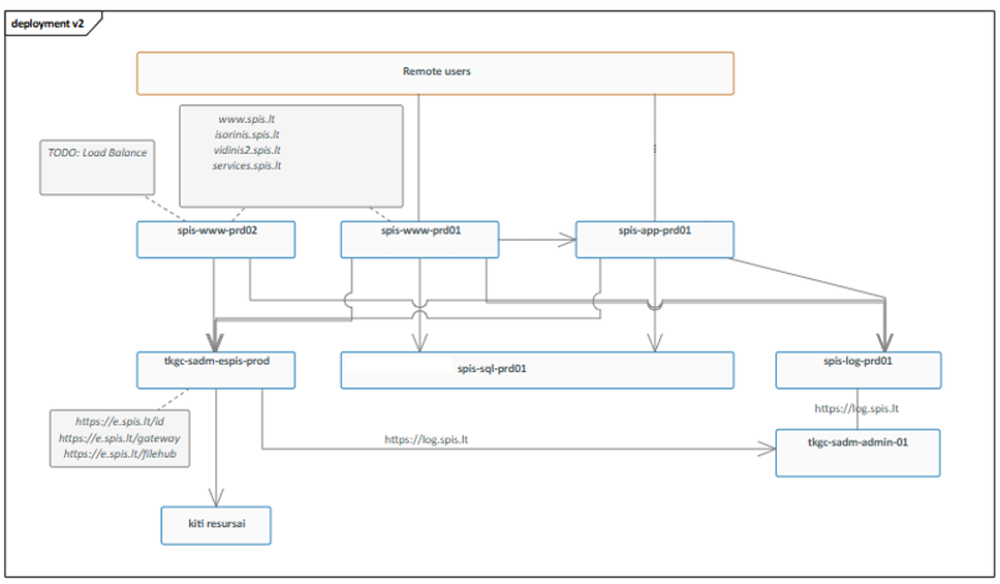 deployment v2
Remote users
www.spis.lt
isorinis.spis.lt
vidinis2.spis.lt
services.spis.lt
TODO: Load Balance
spis-www-prd02
spis-www-prd01
spis-app-prd01
tkgc-sadm-espis-prod
spis-sql-prd01
spis-log-prd01
https://e.spis.lt/id
https://e.spis.lt/gateway
https://e.spis.lt/filehub
https://log.spis.lt
https://log.spis.lt
tkgc-sadm-admin-01
kiti resursai